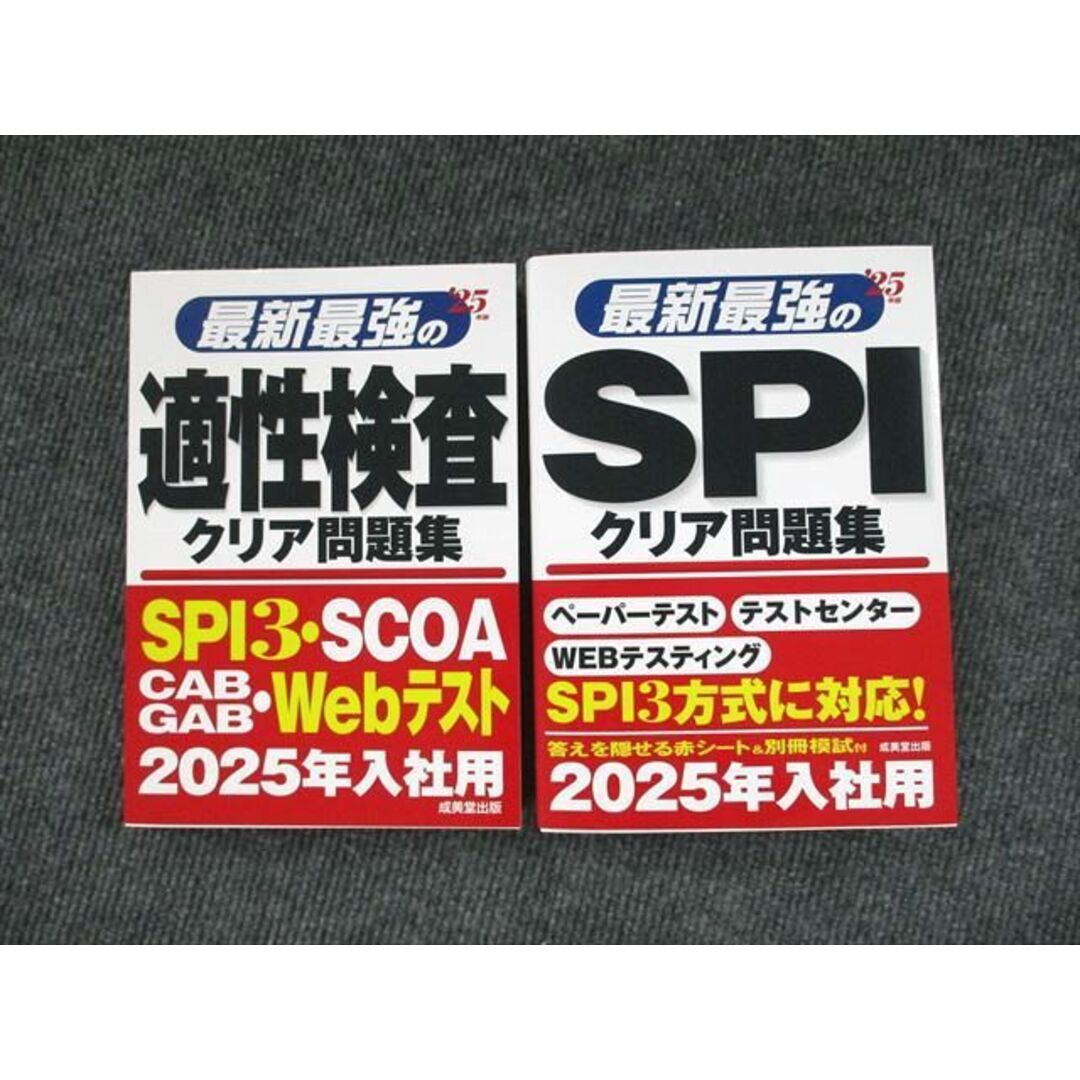 最新最強の '25年版
適性検査
クリア問題集
SPI3・SCOA
CAB
GAB・Webテスト
2025年入社用
成美堂出版
最新最強の '25年版
SPI
クリア問題集
ペーパーテスト テストセンター
WEBテスティング
SPI3方式に対応!
答えを隠せる赤シート&別冊模試付 成美堂出版
2025年入社用